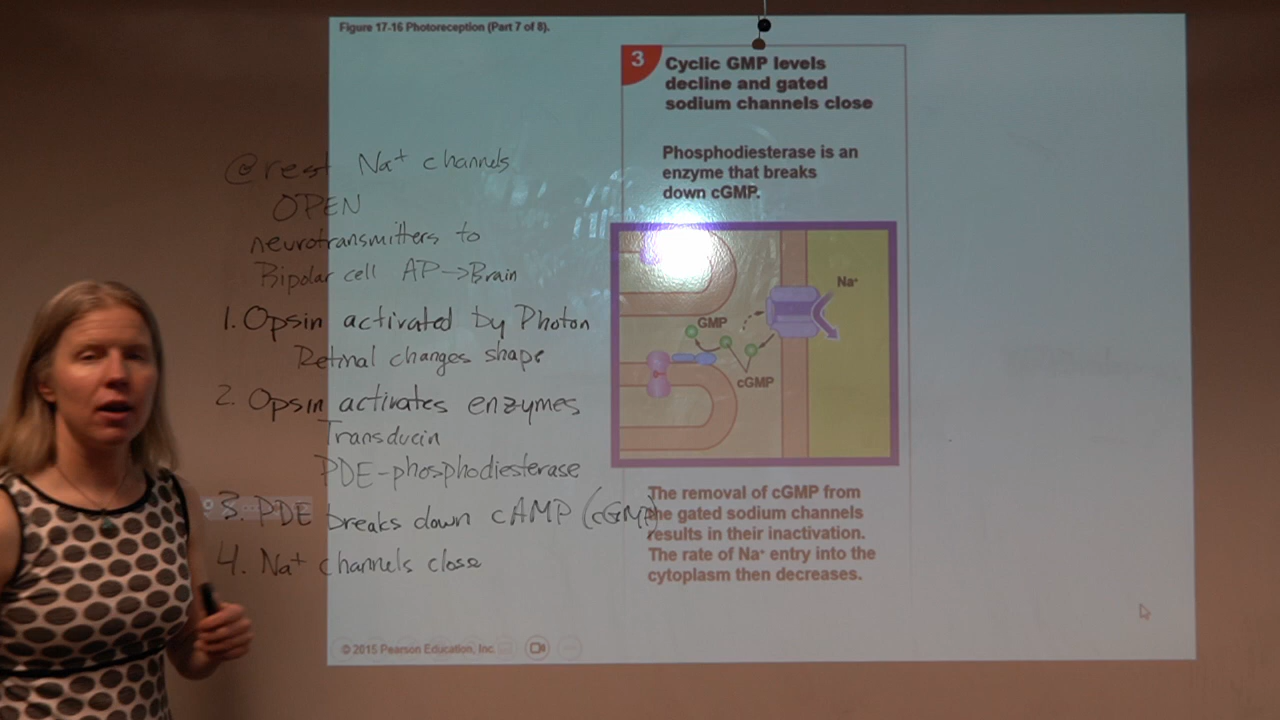 Figure 17-16 Photoreception (Part 7 of 8).
3
Cyclic GMP levels
decline and gated
sodium channels close
Phosphodiesterase is an
enzyme that breaks
down cGMP.
Na+
GMP
cGMP
The removal of cGMP from
the gated sodium channels
results in their inactivation.
The rate of Na+ entry into the
cytoplasm then decreases.
© 2015 Pearson Education, Inc.
@rest Na+ channels
OPEN
neurotransmitters to
Bipolar cell AP->Brain
1. Opsin activated by Photon
Retinal changes shape
2. Opsin activates enzymes
Transducin
PDE-phosphodiesterase
3. PDE breaks down cAMP (cGMP)
4. Na+ channels close